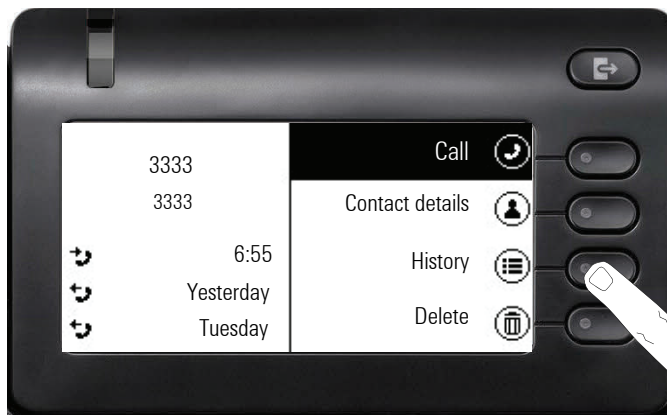 3333
3333
6:55
Yesterday
Tuesday
Call
Contact details
History
Delete